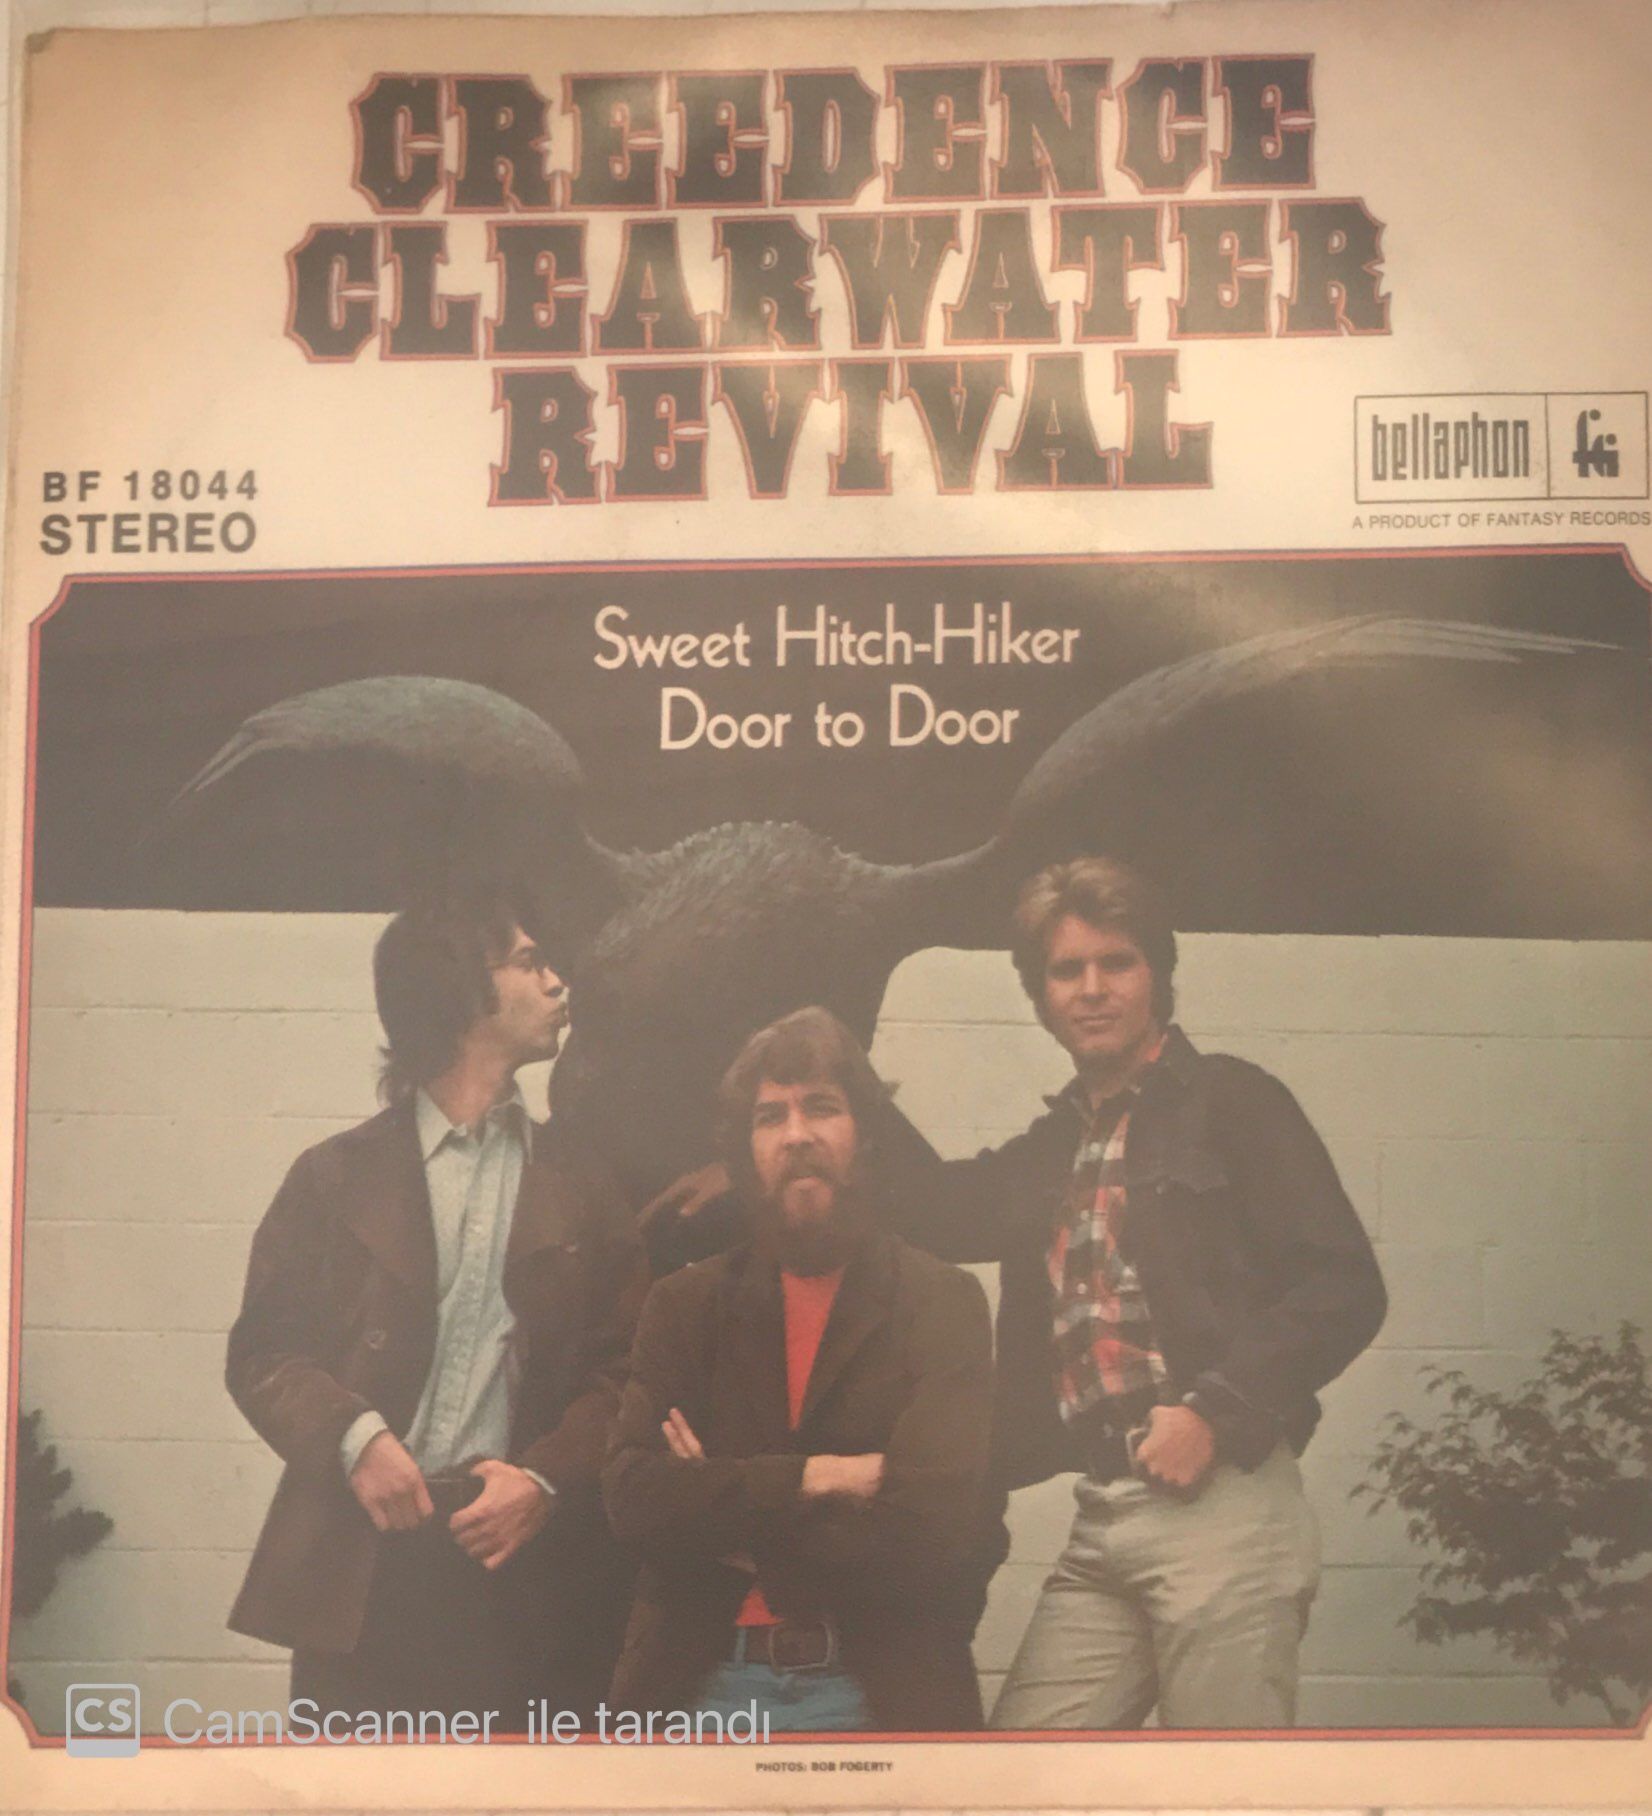 CREEDENCE
CLEARWATER
REVIVAL
BF 18044
STEREO
bellaphon
A PRODUCT OF FANTASY RECORDS
Sweet Hitch-Hiker
Door to Door
CS CamScanner ile tarandı
PHOTOS: BOB FOGERTY